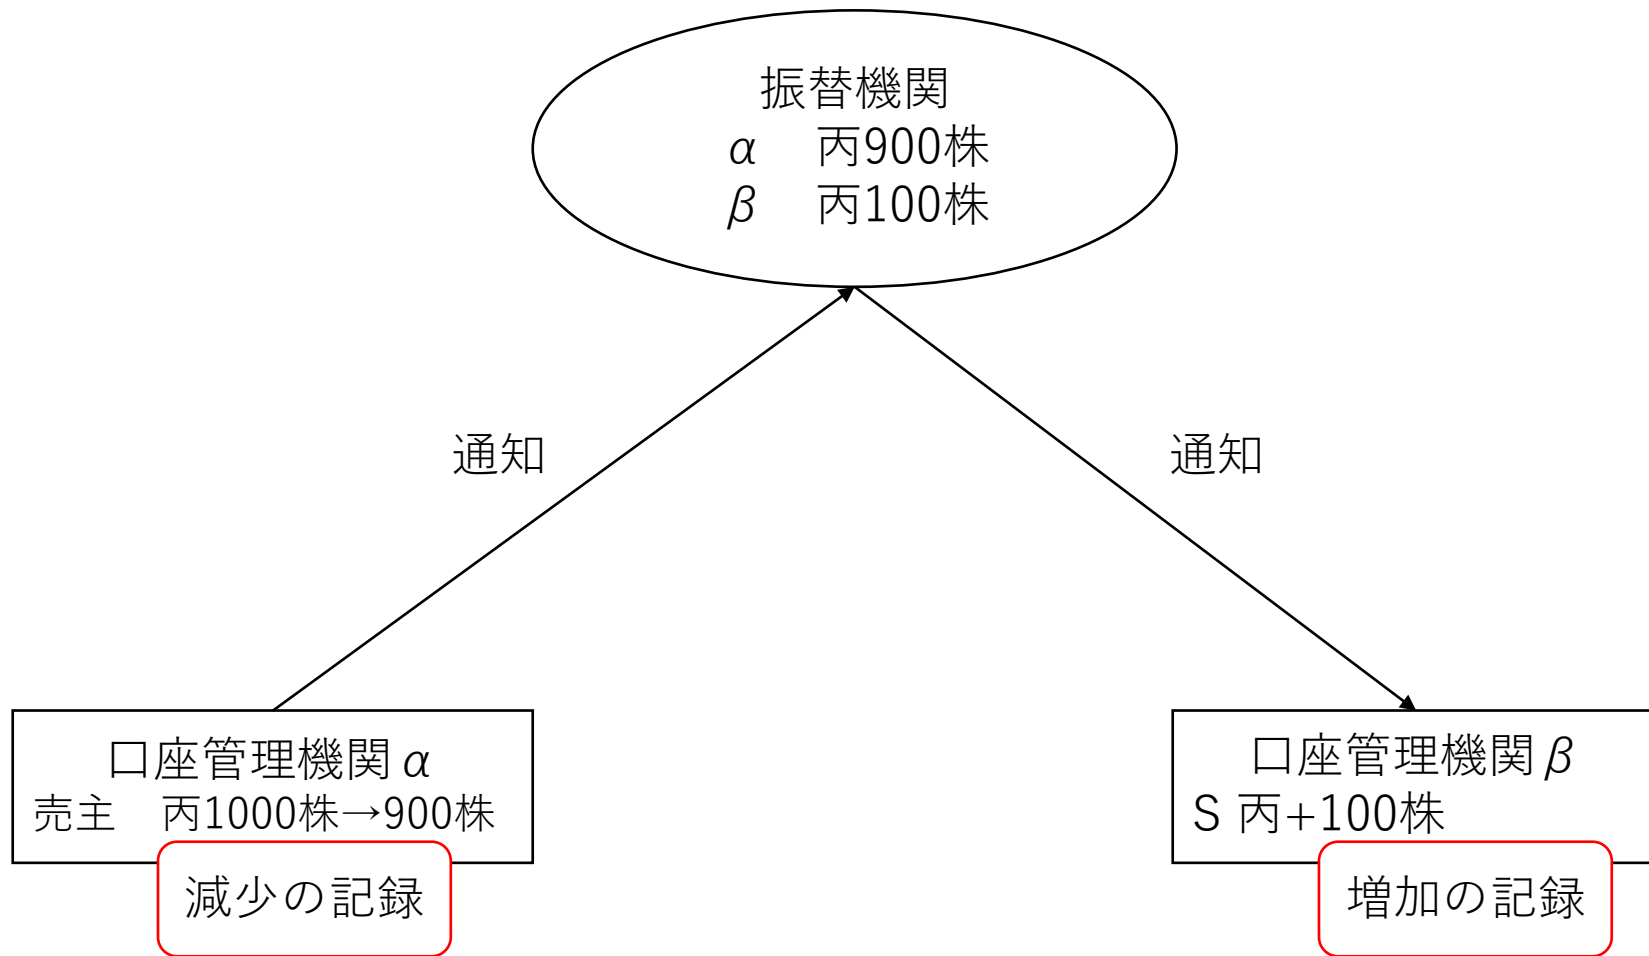 振替機関
α 丙900株
β 丙100株
通知
通知
口座管理機関α
売主 丙1000株→900株
減少の記録
口座管理機関β
S 丙+100株
増加の記録